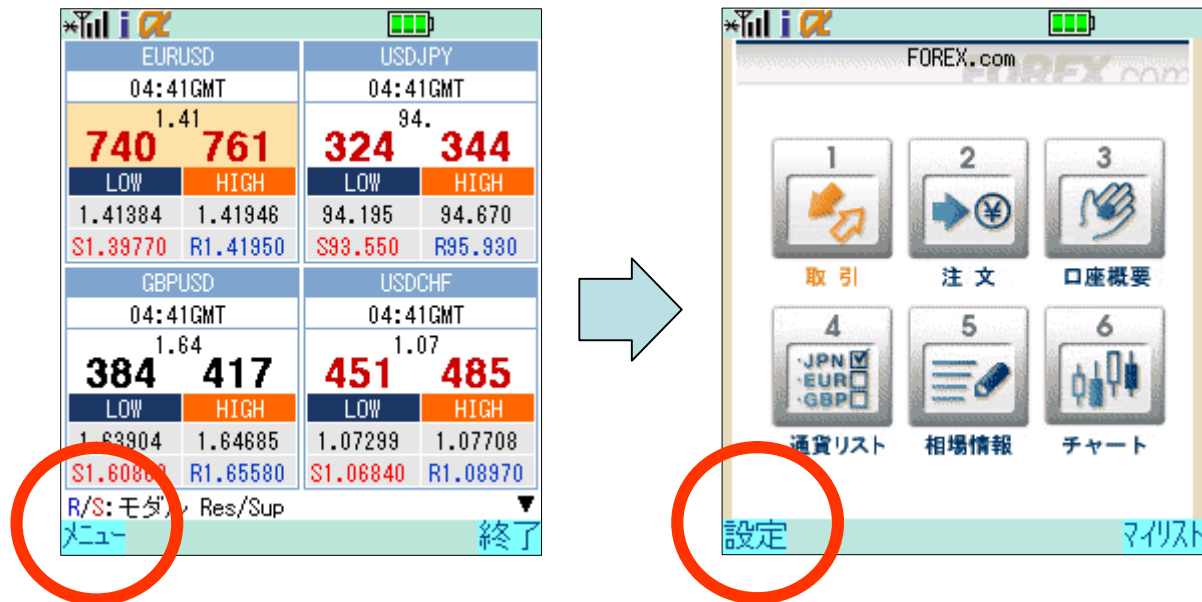 EURUSD USDJPY
04:41GMT 04:41GMT
1.41 94.
740 761 324 344
LOW HIGH LOW HIGH
1.41384 1.41946 94.195 94.670
S1.39770 R1.41950 S93.550 R95.930
GBPUSD USDCHF
04:41GMT 04:41GMT
1.64 1.07
384 417 451 485
LOW HIGH LOW HIGH
1.63904 1.64685 1.07299 1.07708
R1.65580 S1.06840 R1.08970
R/S:モダル Res/Sup ▼
メニュー 終了
FOREX.com
FOREX.com
1 2 3
取引 注文 口座概要
4 5 6
・JPN
・EUR
・GBP
通貨リスト 相場情報 チャート
設定 マイリスト